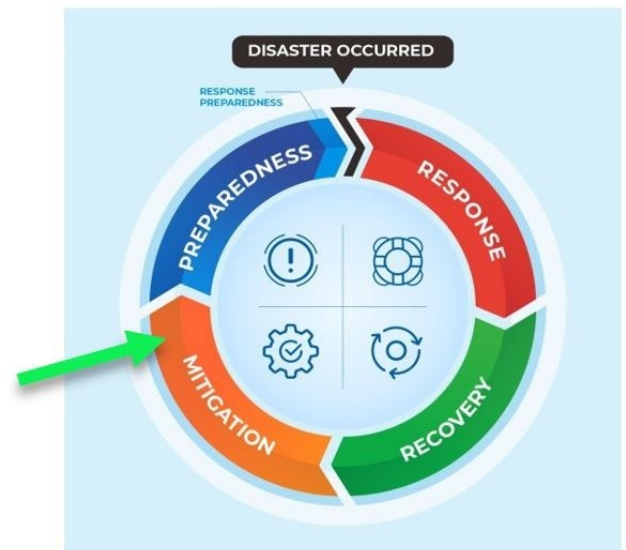 DISASTER OCCURRED
RESPONSE
PREPAREDNESS
PREPAREDNESS
RESPONSE
MITIGATION
RECOVERY